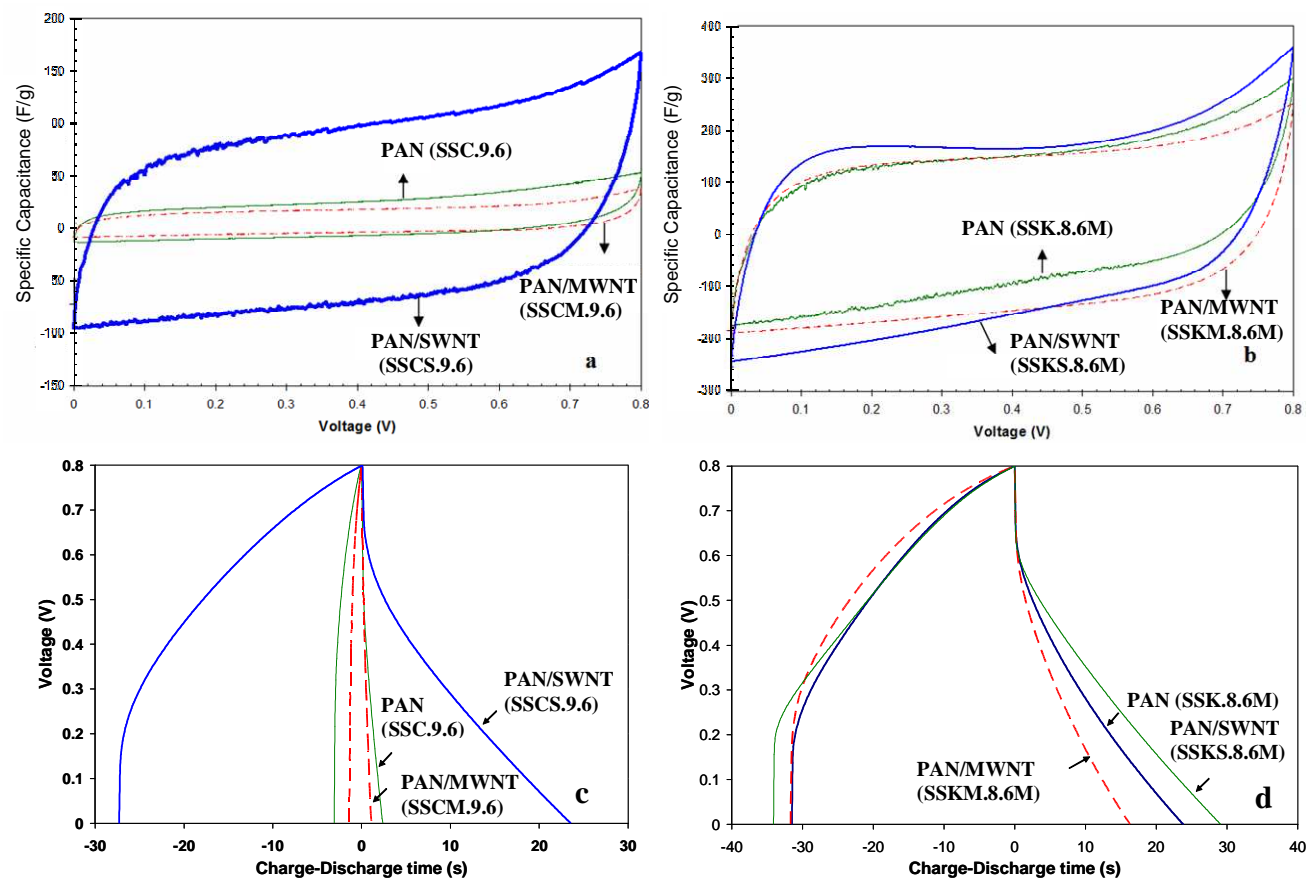 200
150
100
50
0
50
-100
-150
Specific Capacitance (F/g)
PAN (SSC.9.6)
PAN/MWNT
(SSCM.9.6)
PAN/SWNT
(SSCS.9.6)
a
0 0.1 0.2 0.3 0.4 0.5 0.6 0.7 0.8
Voltage (V)
400
300
200
100
0
-100
-200
-300
Specific Capacitance (F/g)
PAN (SSK.8.6M)
PAN/MWNT
(SSKM.8.6M)
PAN/SWNT
(SSKS.8.6M)
b
0 0.1 0.2 0.3 0.4 0.5 0.6 0.7 0.8
Voltage (V)
0.8
0.7
0.6
0.5
0.4
0.3
0.2
0.1
0
Voltage (V)
PAN/SWNT
(SSCS.9.6)
PAN
(SSC.9.6)
PAN/MWNT
(SSCM.9.6)
c
-30 -20 -10 0 10 20 30
Charge-Discharge time (s)
0.8
0.7
0.6
0.5
0.4
0.3
0.2
0.1
0
Voltage (V)
PAN (SSK.8.6M)
PAN/SWNT
(SSKS.8.6M)
PAN/MWNT
(SSKM.8.6M)
d
-40 -30 -20 -10 0 10 20 30 40
Charge-Discharge time (s)